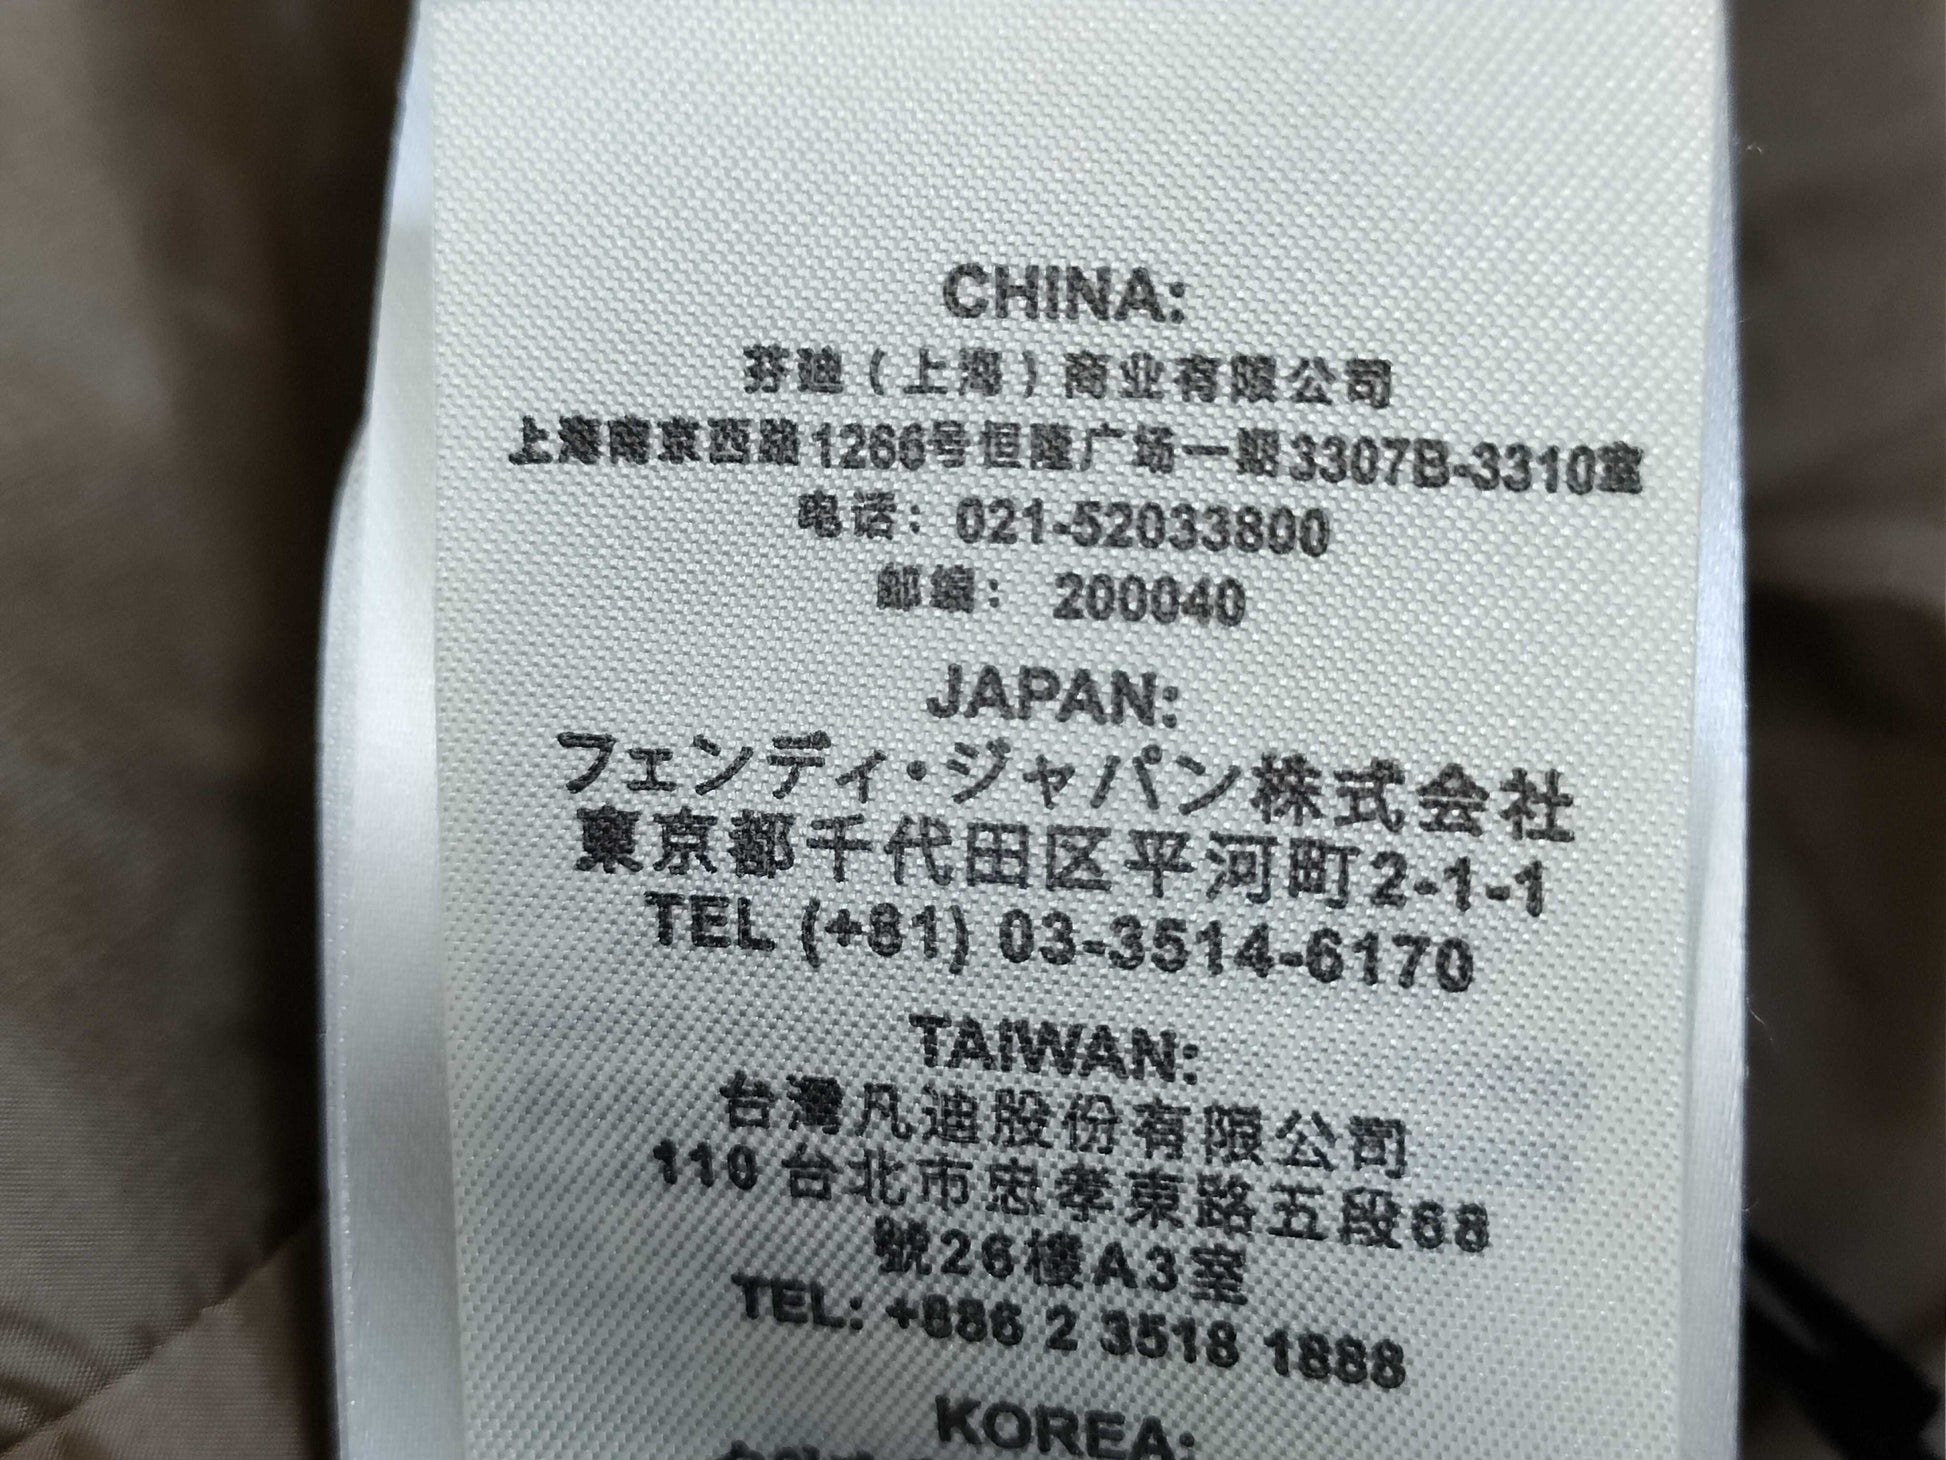 CHINA:
芬迪（上海）商业有限公司
上海南京西路1266号恒隆广场一期3307B-3310室
电话：021-52033800
邮编：200040
JAPAN:
フェンディ・ジャパン株式会社
東京都千代田区平河町2-1-1
TEL (+81) 03-3514-6170
TAIWAN:
台灣凡迪股份有限公司
110 台北市忠孝東路五段68
號26樓A3室
TEL: +886 2 3518 1888
KOREA: